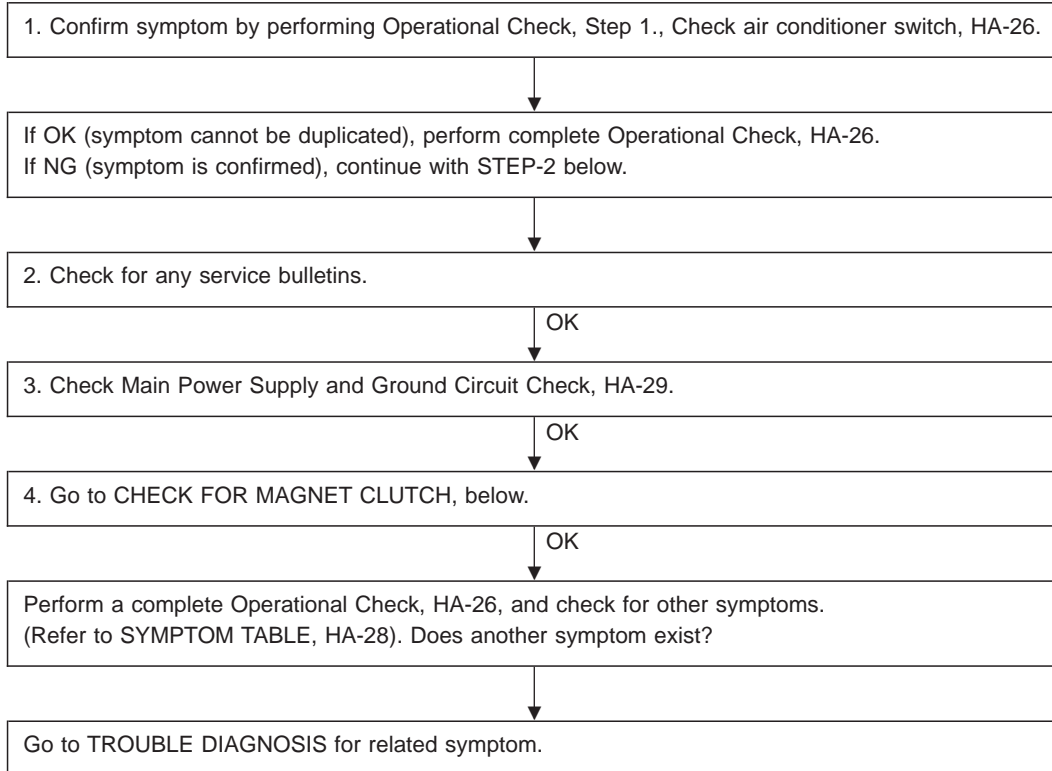 1. Confirm symptom by performing Operational Check, Step 1., Check air conditioner switch, HA-26.
If OK (symptom cannot be duplicated), perform complete Operational Check, HA-26.
If NG (symptom is confirmed), continue with STEP-2 below.
2. Check for any service bulletins.
OK
3. Check Main Power Supply and Ground Circuit Check, HA-29.
OK
4. Go to CHECK FOR MAGNET CLUTCH, below.
OK
Perform a complete Operational Check, HA-26, and check for other symptoms.
(Refer to SYMPTOM TABLE, HA-28). Does another symptom exist?
Go to TROUBLE DIAGNOSIS for related symptom.